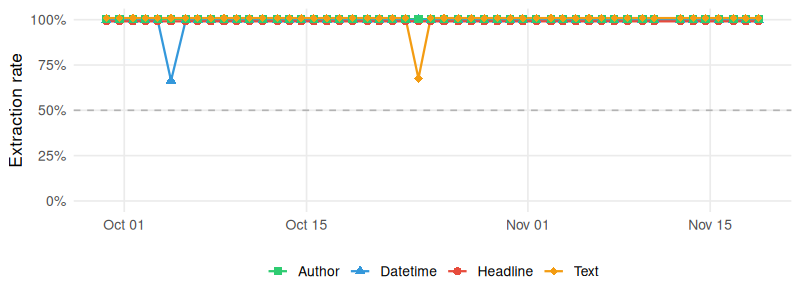 Extraction rate
100%
75%
50%
25%
0%
Oct 01 Oct 15 Nov 01 Nov 15
Author Datetime Headline Text